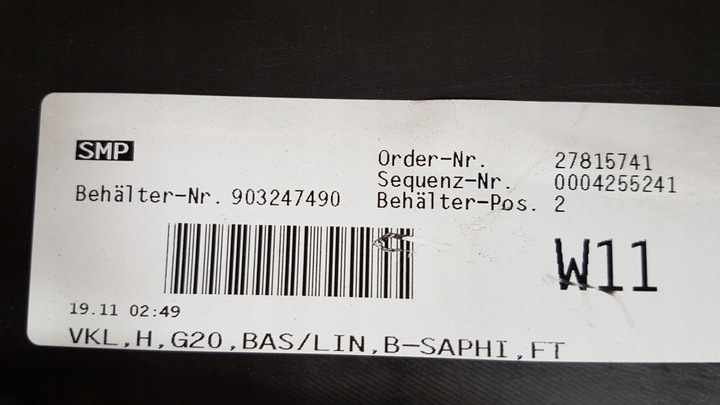 SMP
Order-Nr. 27815741
Sequenz-Nr. 0004255241
Behälter-Nr. 903247490
Behälter-Pos. 2
W11
19.11 02:49
VKL,H,G20,BAS/LIN,B-SAPHI,FT